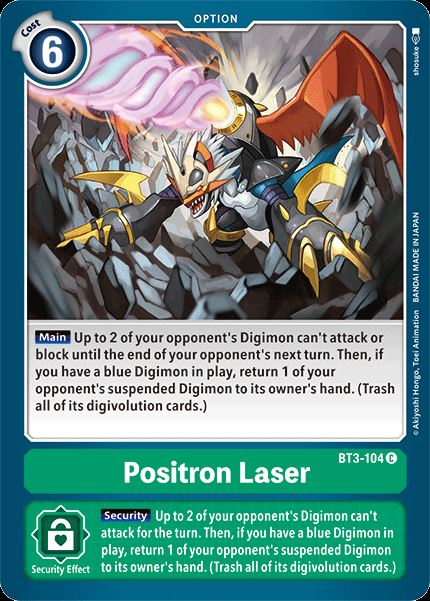 OPTION
Cost
6
shosuke
©Akiyoshi Hongo, Toei Animation BANDAI MADE IN JAPAN
Main Up to 2 of your opponent's Digimon can't attack or
block until the end of your opponent's next turn. Then, if
you have a blue Digimon in play, return 1 of your
opponent's suspended Digimon to its owner's hand. (Trash
all of its digivolution cards.)
BT3-104 C
Positron Laser
Security Up to 2 of your opponent's Digimon can't
attack for the turn. Then, if you have a blue Digimon in
play, return 1 of your opponent's suspended Digimon
to its owner's hand. (Trash all of its digivolution cards.)
Security Effect